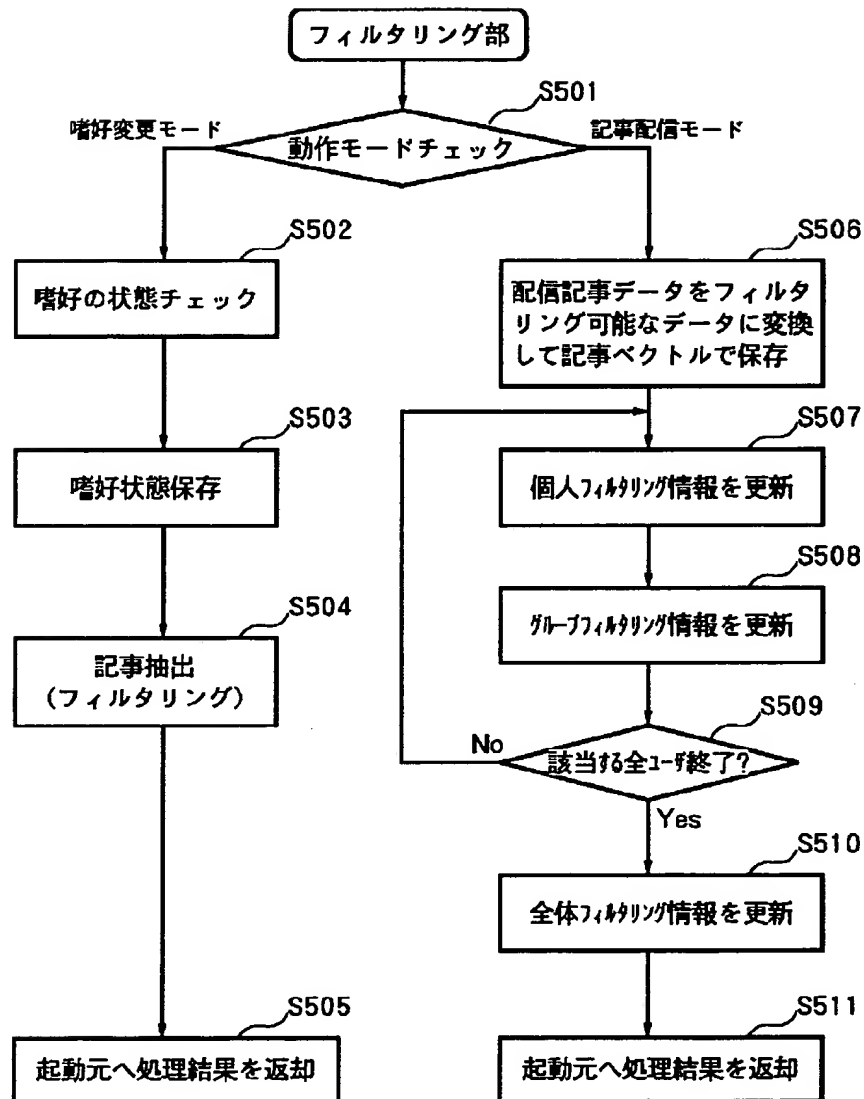 フィルタリング部
S501
嗜好変更モード
動作モードチェック
記事配信モード
S502
嗜好の状態チェック
S503
嗜好状態保存
S504
記事抽出
(フィルタリング)
S505
起動元へ処理結果を返却
S506
配信記事データをフィルタ
リング可能なデータに変換
して記事ベクトルで保存
S507
個人ﾌｨﾙﾀﾘﾝｸﾞ情報を更新
S508
ｸﾞﾙｰﾌﾟﾌｨﾙﾀﾘﾝｸﾞ情報を更新
S509
No
該当する全ﾕｰｻﾞ終了?
Yes
S510
全体ﾌｨﾙﾀﾘﾝｸﾞ情報を更新
S511
起動元へ処理結果を返却